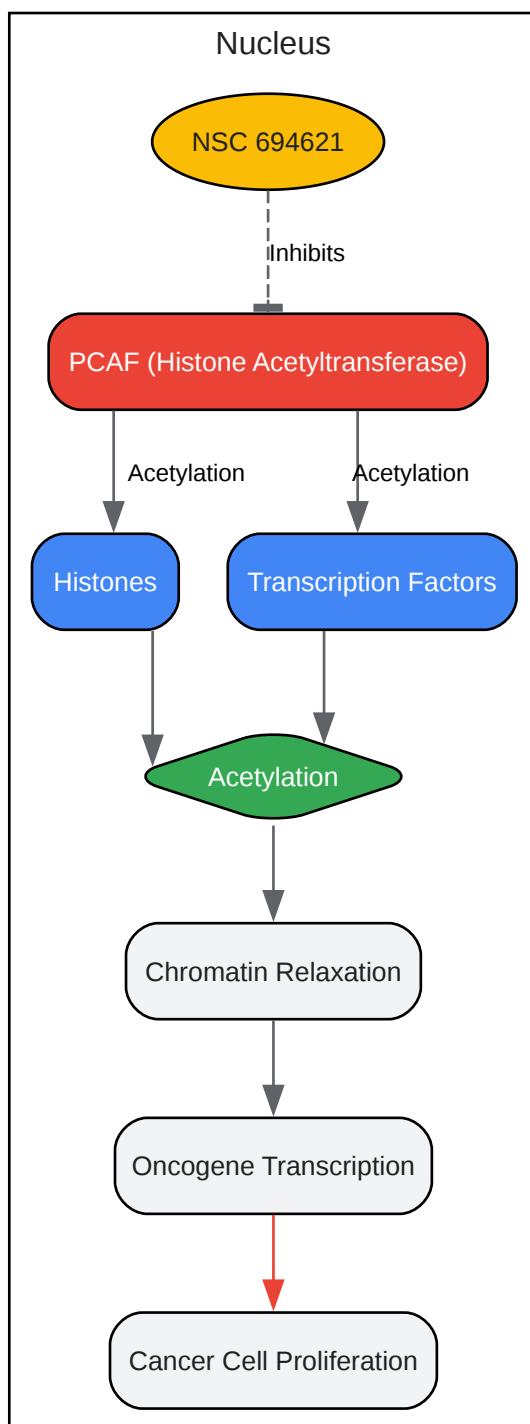 Nucleus
NSC 694621
Inhibits
PCAF (Histone Acetyltransferase)
Acetylation
Acetylation
Histones
Transcription Factors
Acetylation
Chromatin Relaxation
Oncogene Transcription
Cancer Cell Proliferation